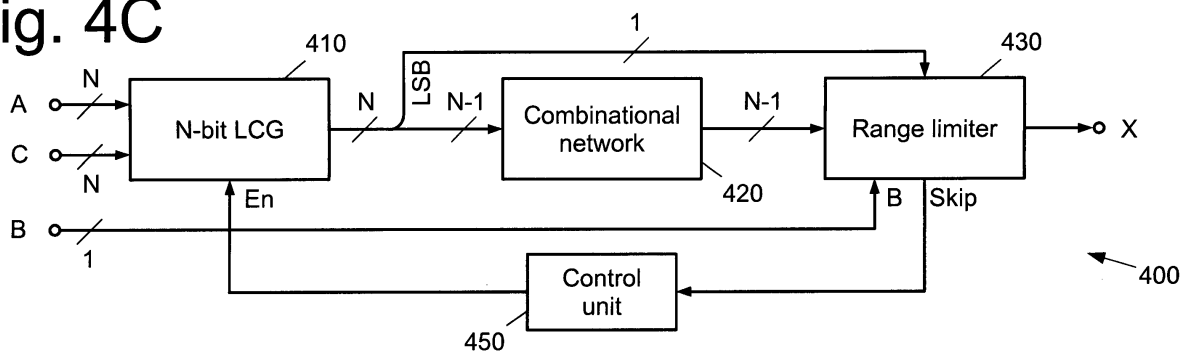 ig. 4C
410
1
430
A
N
N-bit LCG
N
LSB
N-1
Combinational
network
N-1
Range limiter
X
C
N
420
En
B
Skip
B
1
Control
unit
400
450